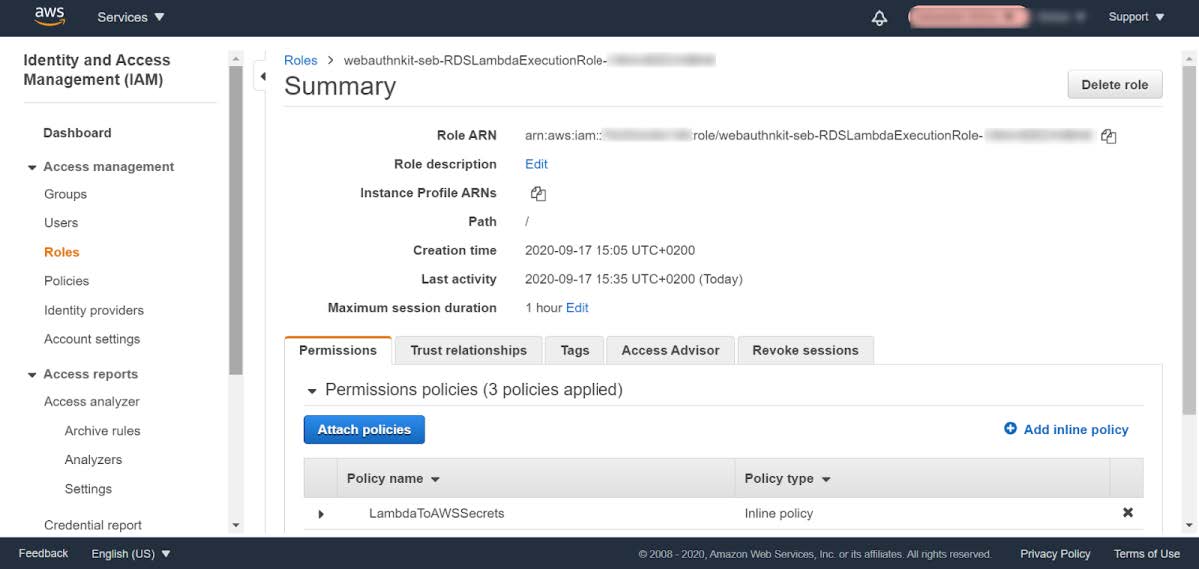 aws Services Support
Identity and Access
Management (IAM)
Dashboard
Access management
Groups
Users
Roles
Policies
Identity providers
Account settings
Access reports
Access analyzer
Archive rules
Analyzers
Settings
Credential report
Roles > webauthnkit-seb-RDSLambdaExecutionRole-
Summary
Delete role
Role ARN arn:aws:iam:: role/webauthnkit-seb-RDSLambdaExecutionRole-
Role description Edit
Instance Profile ARNs
Path /
Creation time 2020-09-17 15:05 UTC+0200
Last activity 2020-09-17 15:35 UTC+0200 (Today)
Maximum session duration 1 hour Edit
Permissions Trust relationships Tags Access Advisor Revoke sessions
Permissions policies (3 policies applied)
Attach policies Add inline policy
Policy name Policy type
LambdaToAWSSecrets Inline policy
Feedback English (US) © 2008 - 2020, Amazon Web Services, Inc. or its affiliates. All rights reserved. Privacy Policy Terms of Use